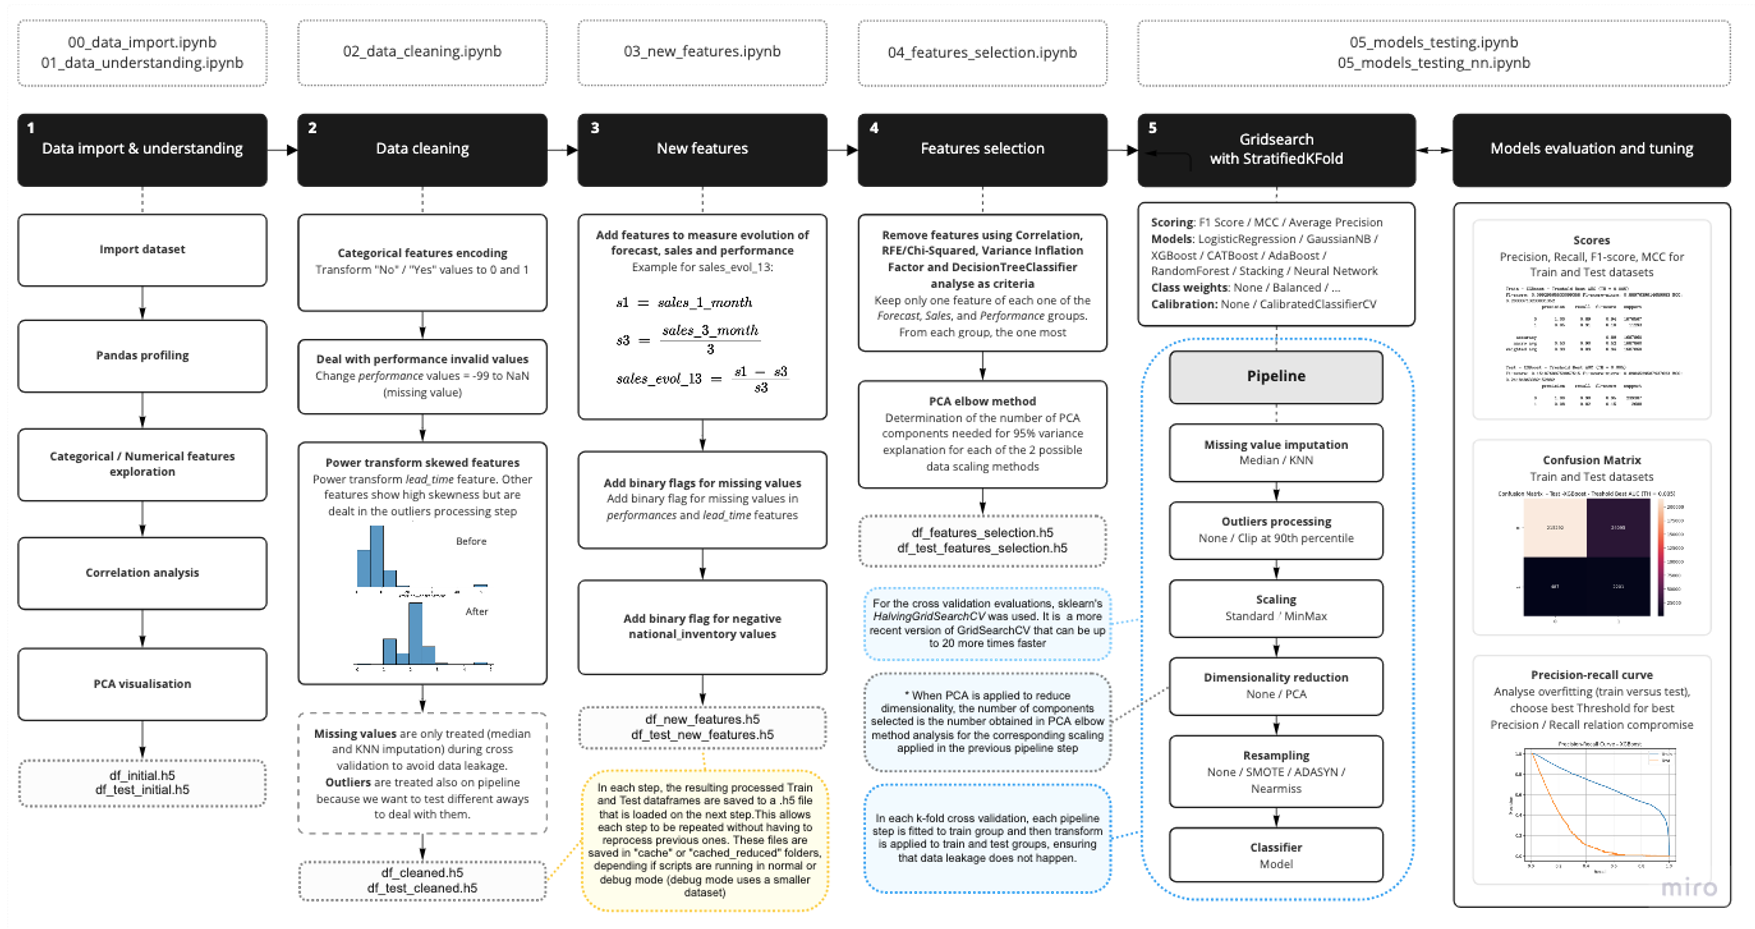 00_data_import.ipynb
01_data_understanding.ipynb
02_data_cleaning.ipynb
03_new_features.ipynb
04_features_selection.ipynb
05_models_testing.ipynb
05_models_testing_nn.ipynb
1
Data import & understanding
2
Data cleaning
3
New features
4
Features selection
5
Gridsearch
with StratifiedKFold
Models evaluation and tuning
Import dataset
Pandas profiling
Categorical / Numerical features
exploration
Correlation analysis
PCA visualisation
df_initial.h5
df_test_initial.h5
Categorical features encoding
Transform "No" / "Yes" values to 0 and 1
Deal with performance invalid values
Change performance values = -99 to NaN
(missing value)
Power transform skewed features
Power transform lead_time feature. Other
features show high skewness but are
dealt in the outliers processing step
Before
After
Missing values are only treated (median
and KNN imputation) during cross
validation to avoid data leakage.
Outliers are treated also on pipeline
because we want to test different aways
to deal with them.
df_cleaned.h5
df_test_cleaned.h5
Add features to measure evolution of
forecast, sales and performance
Example for sales_evol_13:
s1 = sales_1_month
s3 = sales_3_month
3
sales_evol_13 = s1 − s3
s3
Add binary flags for missing values
Add binary flag for missing values in
performances and lead_time features
Add binary flag for negative
national_inventory values
df_new_features.h5
df_test_new_features.h5
In each step, the resulting processed Train
and Test dataframes are saved to a .h5 file
that is loaded on the next step.This allows
each step to be repeated without having to
reprocess previous ones. These files are
saved in "cache" or "cached_reduced" folders,
depending if scripts are running in normal or
debug mode (debug mode uses a smaller
dataset)
Remove features using Correlation,
RFE/Chi-Squared, Variance Inflation
Factor and DecisionTreeClassifier
analyse as criteria
Keep only one feature of each one of the
Forecast, Sales, and Performance groups.
From each group, the one most
PCA elbow method
Determination of the number of PCA
components needed for 95% variance
explanation for each of the 2 possible
data scaling methods
df_features_selection.h5
df_test_features_selection.h5
For the cross validation evaluations, sklearn's
HalvingGridSearchCV was used. It is a more
recent version of GridSearchCV that can be up
to 20 more times faster
* When PCA is applied to reduce
dimensionality, the number of components
selected is the number obtained in PCA elbow
method analysis for the corresponding scaling
applied in the previous pipeline step
In each k-fold cross validation, each pipeline
step is fitted to train group and then transform
is applied to train and test groups, ensuring
that data leakage does not happen.
Scoring: F1 Score / MCC / Average Precision
Models: LogisticRegression / GaussianNB /
XGBoost / CATBoost / AdaBoost /
RandomForest / Stacking / Neural Network
Class weights: None / Balanced / ...
Calibration: None / CalibratedClassifierCV
Pipeline
Missing value imputation
Median / KNN
Outliers processing
None / Clip at 90th percentile
Scaling
Standard / MinMax
Dimensionality reduction
None / PCA
Resampling
None / SMOTE / ADASYN /
Nearmiss
Classifier
Model
Scores
Precision, Recall, F1-score, MCC for
Train and Test datasets
Confusion Matrix
Train and Test datasets
Precision-recall curve
Analyse overfitting (train versus test),
choose best Threshold for best
Precision / Recall relation compromise
Precision-Recall Curve - XGBoost
miro